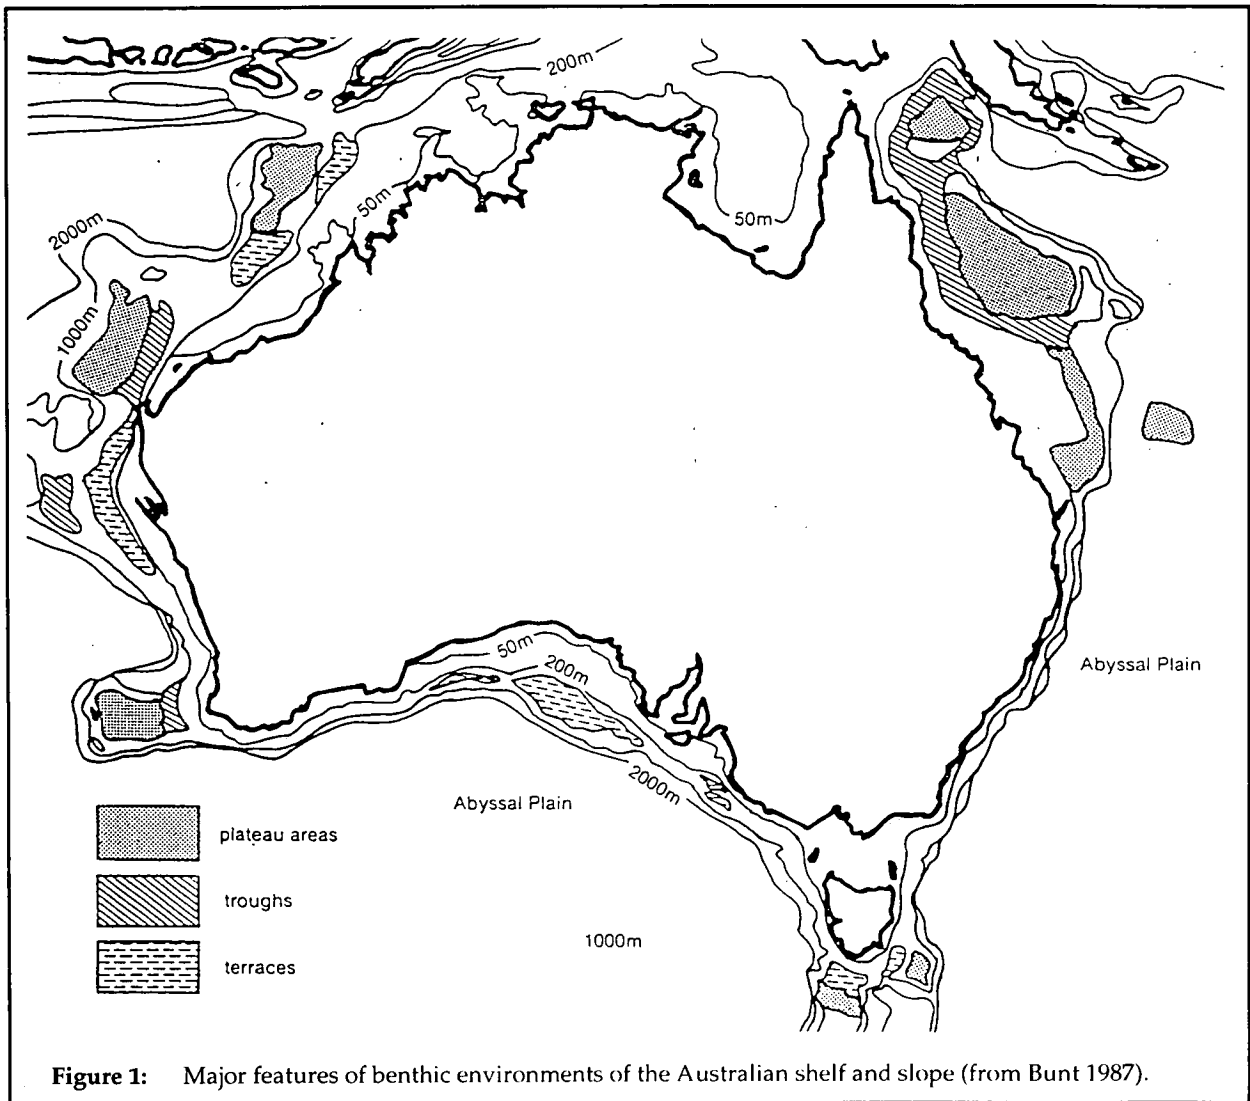 200m
50m
50m
2000m
1000m
50m
200m
Abyssal Plain
2000m
Abyssal Plain
plateau areas
troughs
1000m
terraces
Figure 1: Major features of benthic environments of the Australian shelf and slope (from Bunt 1987).